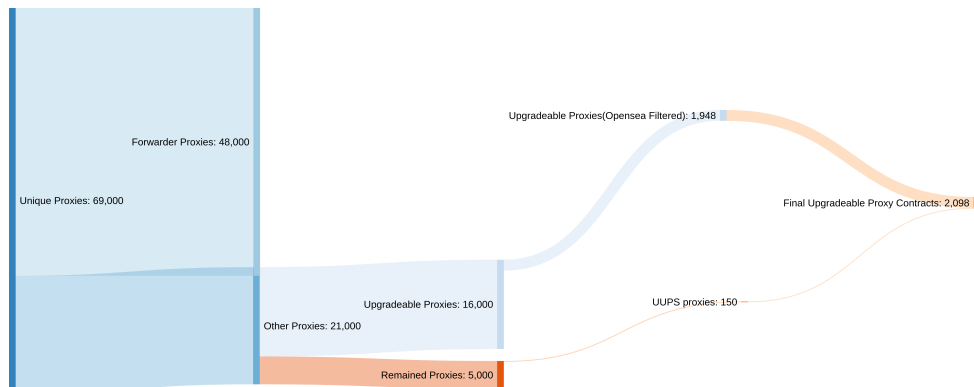 Unique Proxies: 69,000
Forwarder Proxies: 48,000
Other Proxies: 21,000
Upgradeable Proxies: 16,000
Remained Proxies: 5,000
Upgradeable Proxies(Opensea Filtered): 1,948
UUPS proxies: 150
Final Upgradeable Proxy Contracts: 2,098